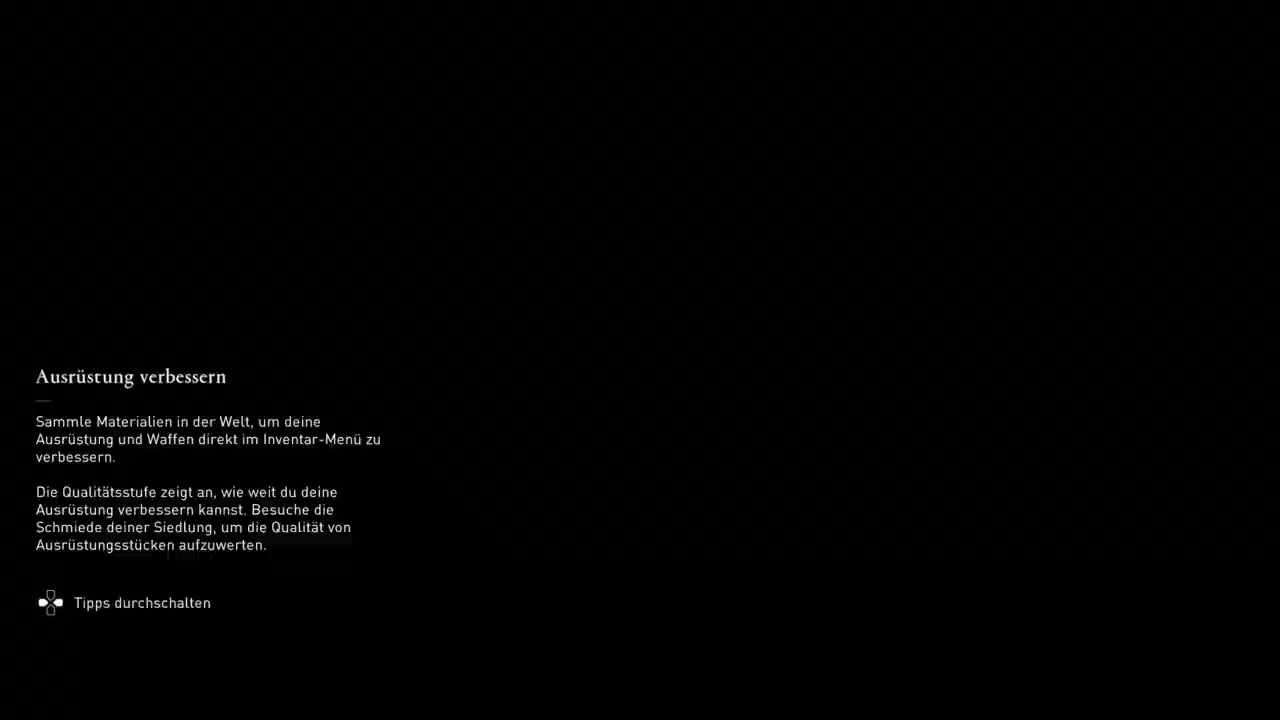 Ausrüstung verbessern
Sammle Materialien in der Welt, um deine
Ausrüstung und Waffen direkt im Inventar-Menü zu
verbessern.
Die Qualitätsstufe zeigt an, wie weit du deine
Ausrüstung verbessern kannst. Besuche die
Schmiede deiner Siedlung, um die Qualität von
Ausrüstungsstücken aufzuwerten.
Tipps durchschalten